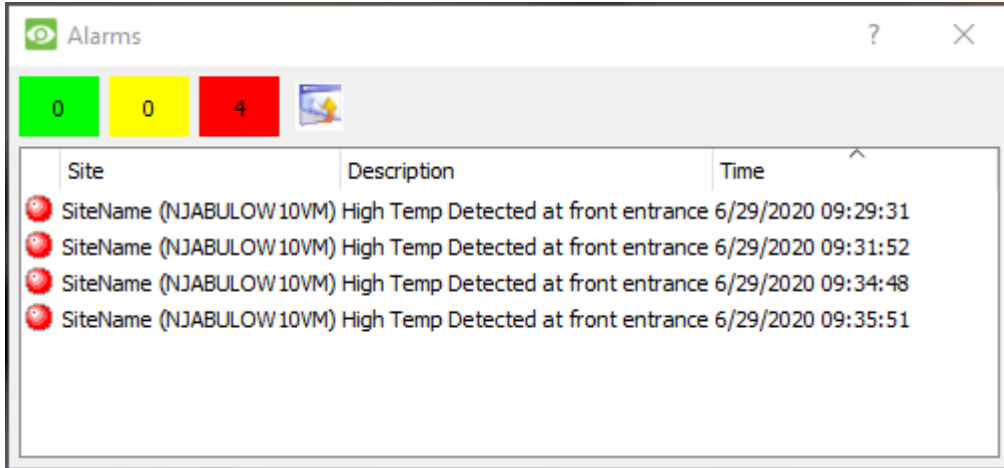 Alarms ?
0 0 4
Site Description Time
SiteName (NJABULOW10VM) High Temp Detected at front entrance 6/29/2020 09:29:31
SiteName (NJABULOW10VM) High Temp Detected at front entrance 6/29/2020 09:31:52
SiteName (NJABULOW10VM) High Temp Detected at front entrance 6/29/2020 09:34:48
SiteName (NJABULOW10VM) High Temp Detected at front entrance 6/29/2020 09:35:51